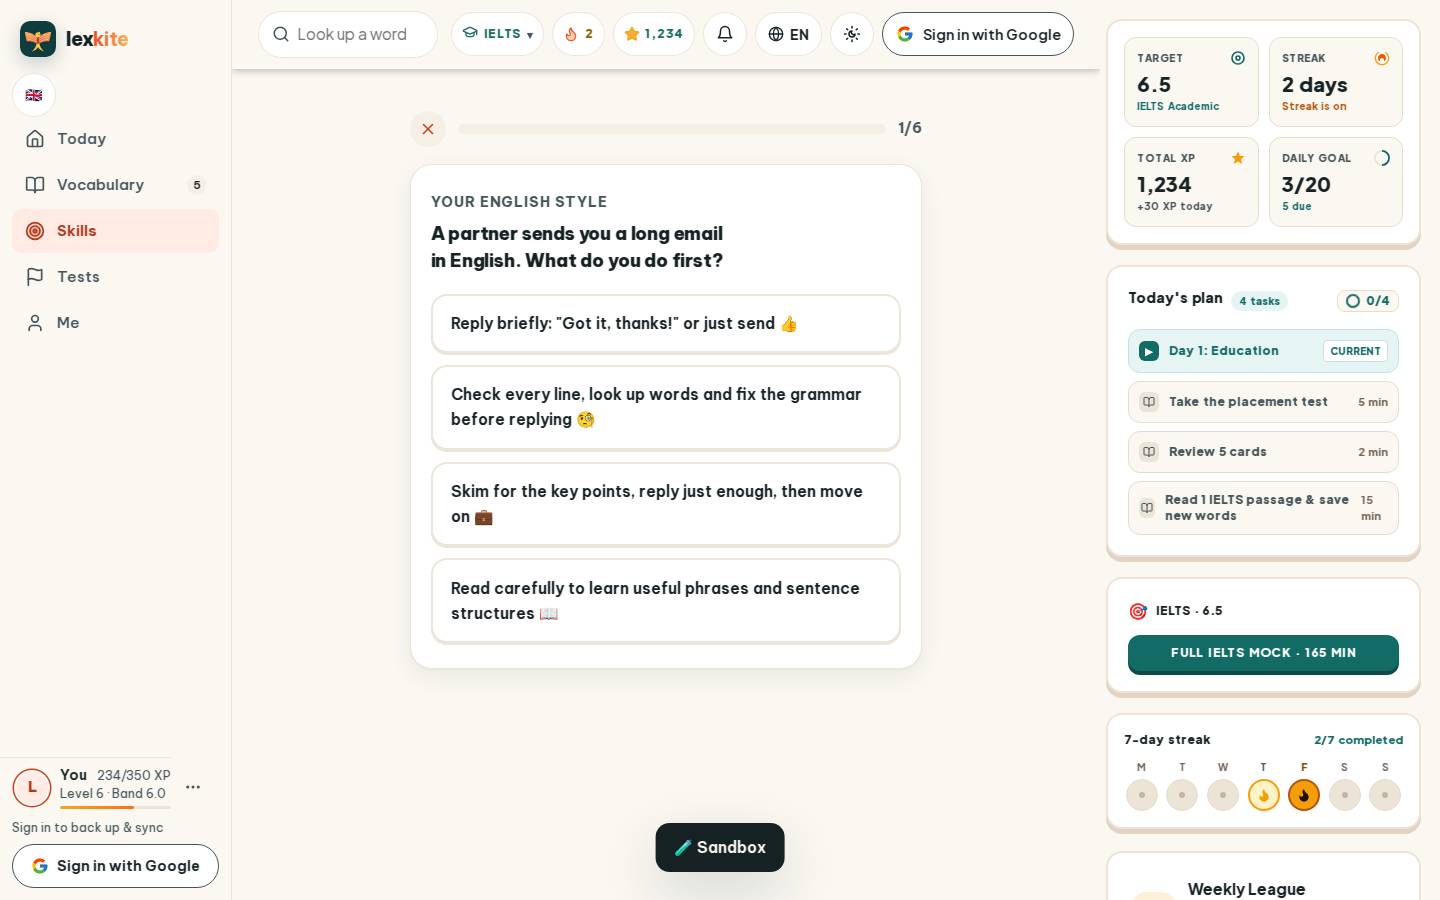 lexkite
Today
Vocabulary 5
Skills
Tests
Me
L
You 234/350 XP
Level 6 · Band 6.0
Sign in to back up & sync
Sign in with Google
Look up a word
IELTS ▾
2
1,234
EN
Sign in with Google
1/6
YOUR ENGLISH STYLE
A partner sends you a long email
in English. What do you do first?
Reply briefly: "Got it, thanks!" or just send 👍
Check every line, look up words and fix the grammar
before replying 🧐
Skim for the key points, reply just enough, then move
on 💼
Read carefully to learn useful phrases and sentence
structures 📖
🧪 Sandbox
TARGET
6.5
IELTS Academic
STREAK
2 days
Streak is on
TOTAL XP
1,234
+30 XP today
DAILY GOAL
3/20
5 due
Today's plan 4 tasks 0/4
Day 1: Education CURRENT
Take the placement test 5 min
Review 5 cards 2 min
Read 1 IELTS passage & save 15
new words min
🎯 IELTS · 6.5
FULL IELTS MOCK · 165 MIN
7-day streak 2/7 completed
M T W T F S S
Weekly League